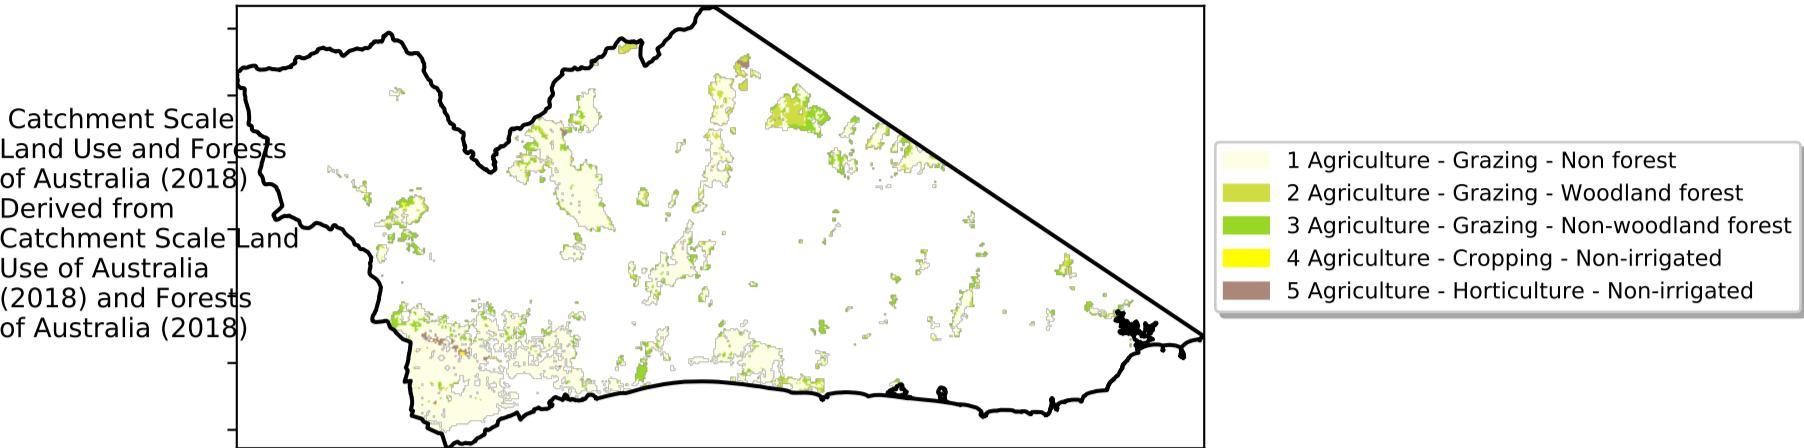 Catchment Scale
Land Use and Forests
of Australia (2018)
Derived from
Catchment Scale Land
Use of Australia
(2018) and Forests
of Australia (2018)
1 Agriculture - Grazing - Non forest
2 Agriculture - Grazing - Woodland forest
3 Agriculture - Grazing - Non-woodland forest
4 Agriculture - Cropping - Non-irrigated
5 Agriculture - Horticulture - Non-irrigated